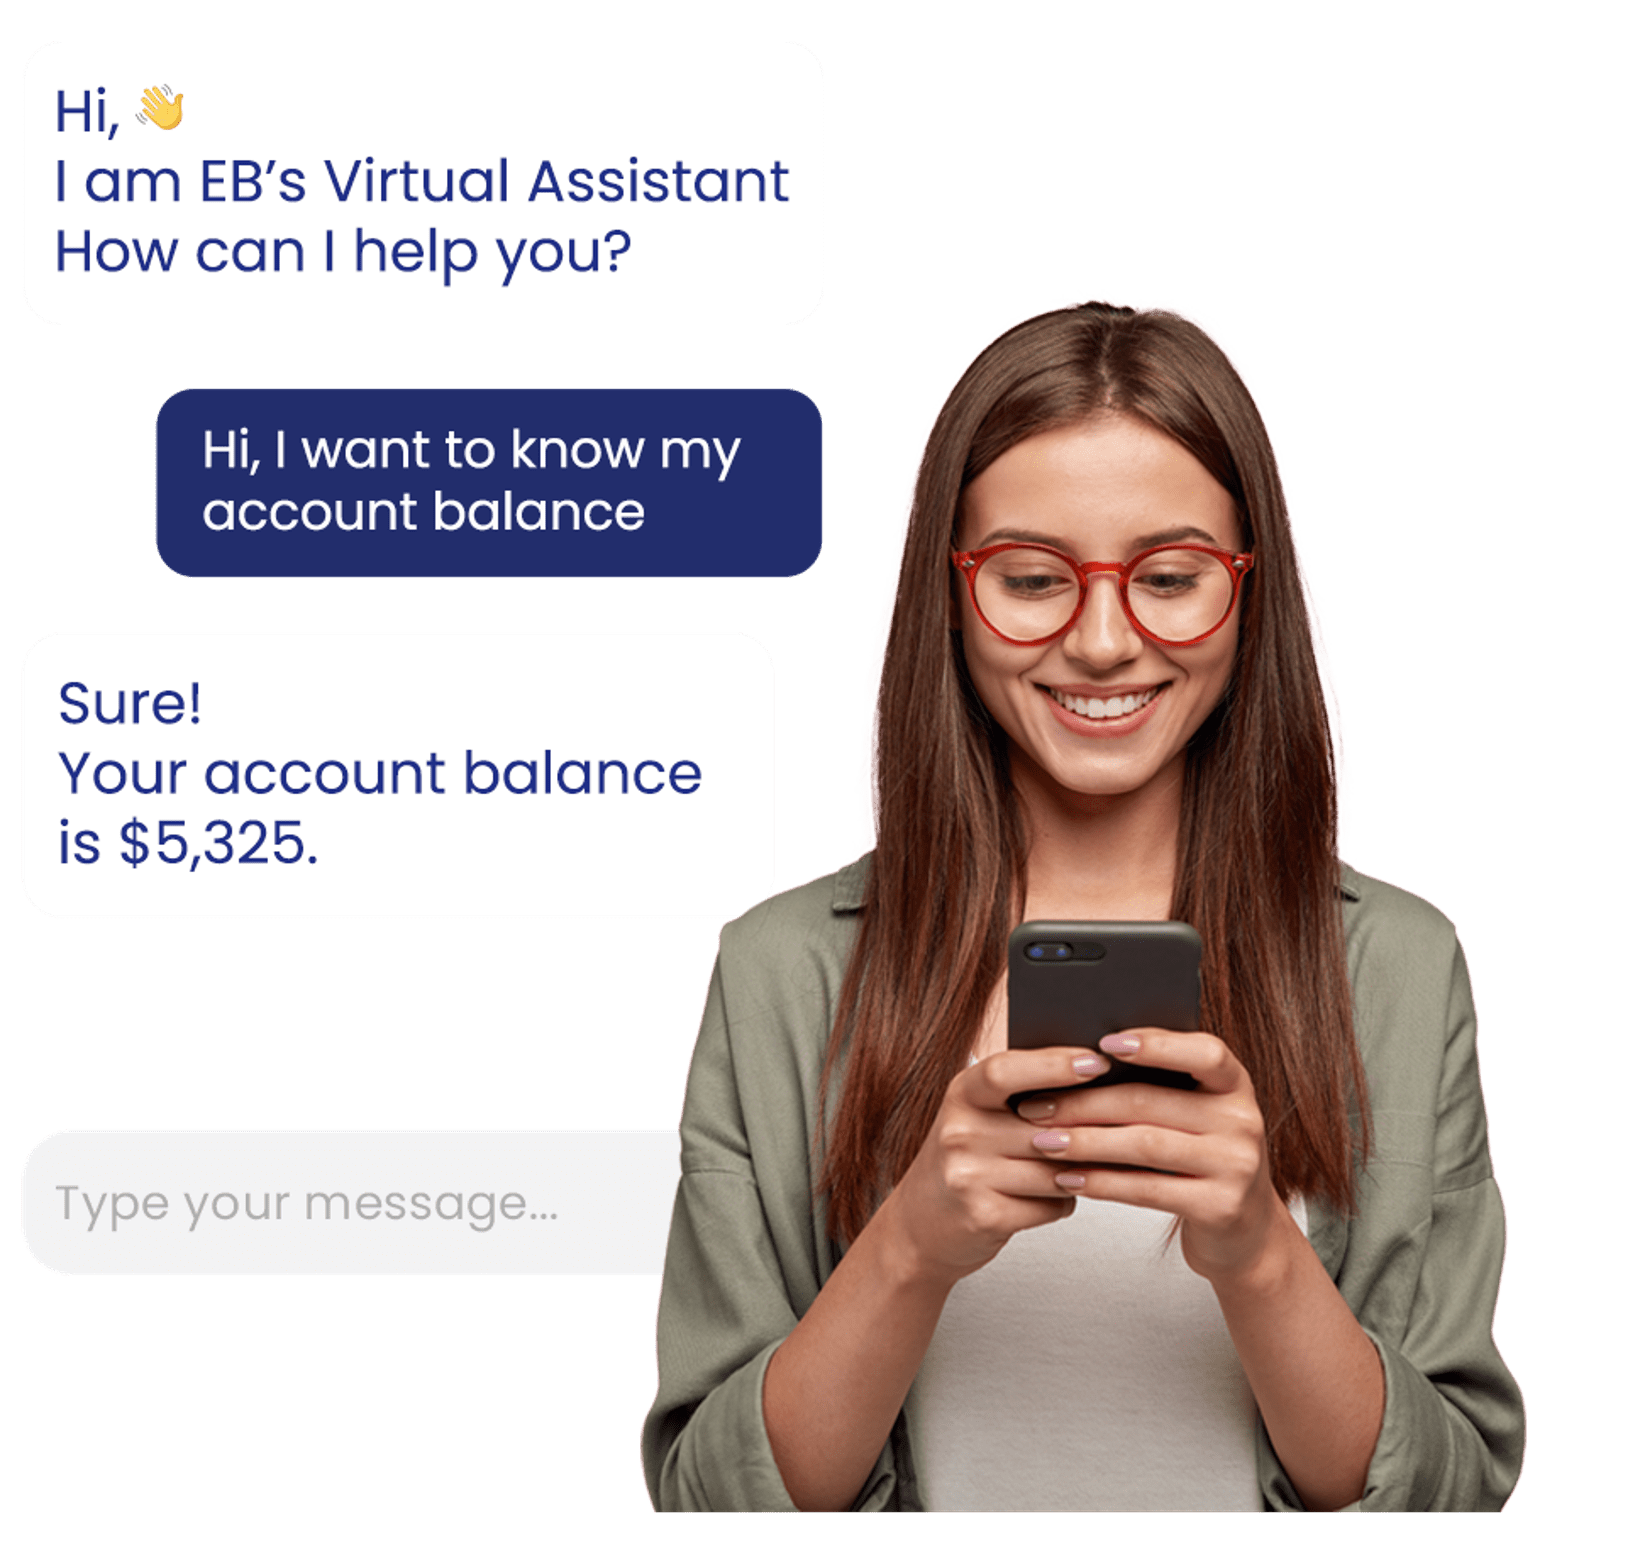 Hi, 👋
I am EB’s Virtual Assistant
How can I help you?
Hi, I want to know my
account balance
Sure!
Your account balance
is $5,325.
Type your message...